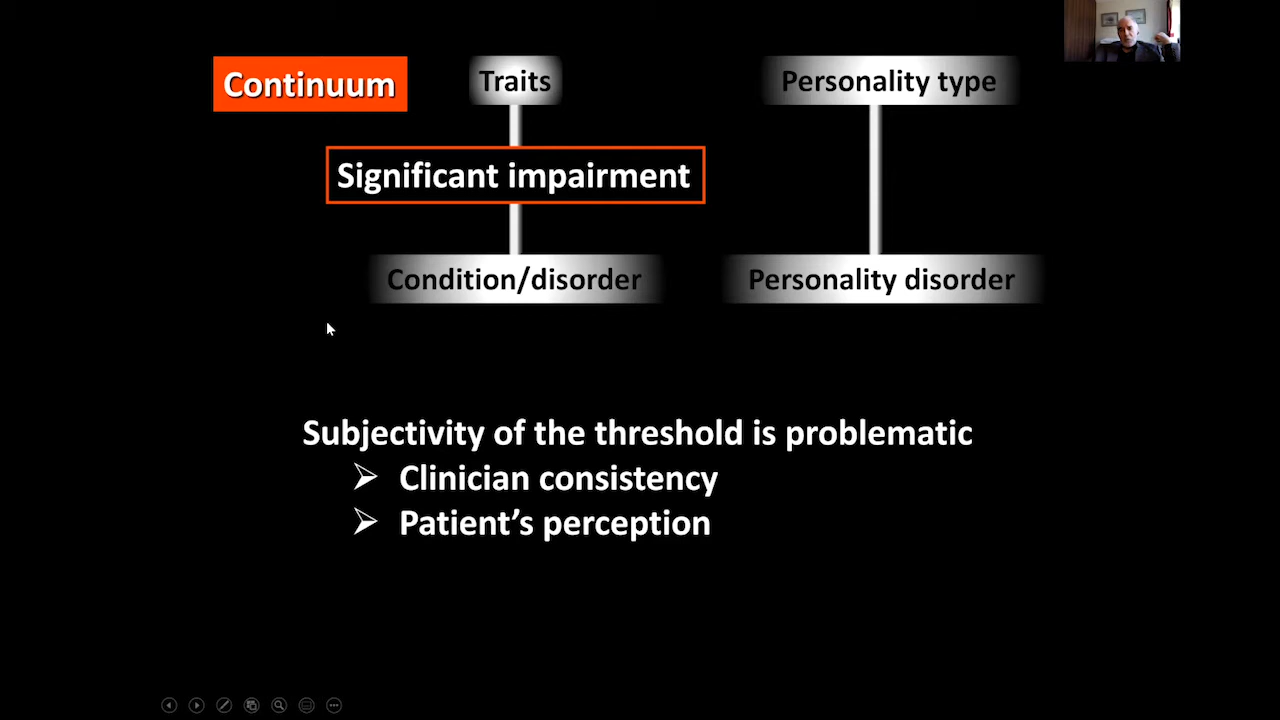 Continuum
Traits
Personality type
Significant impairment
Condition/disorder
Personality disorder
Subjectivity of the threshold is problematic
Clinician consistency
Patient’s perception